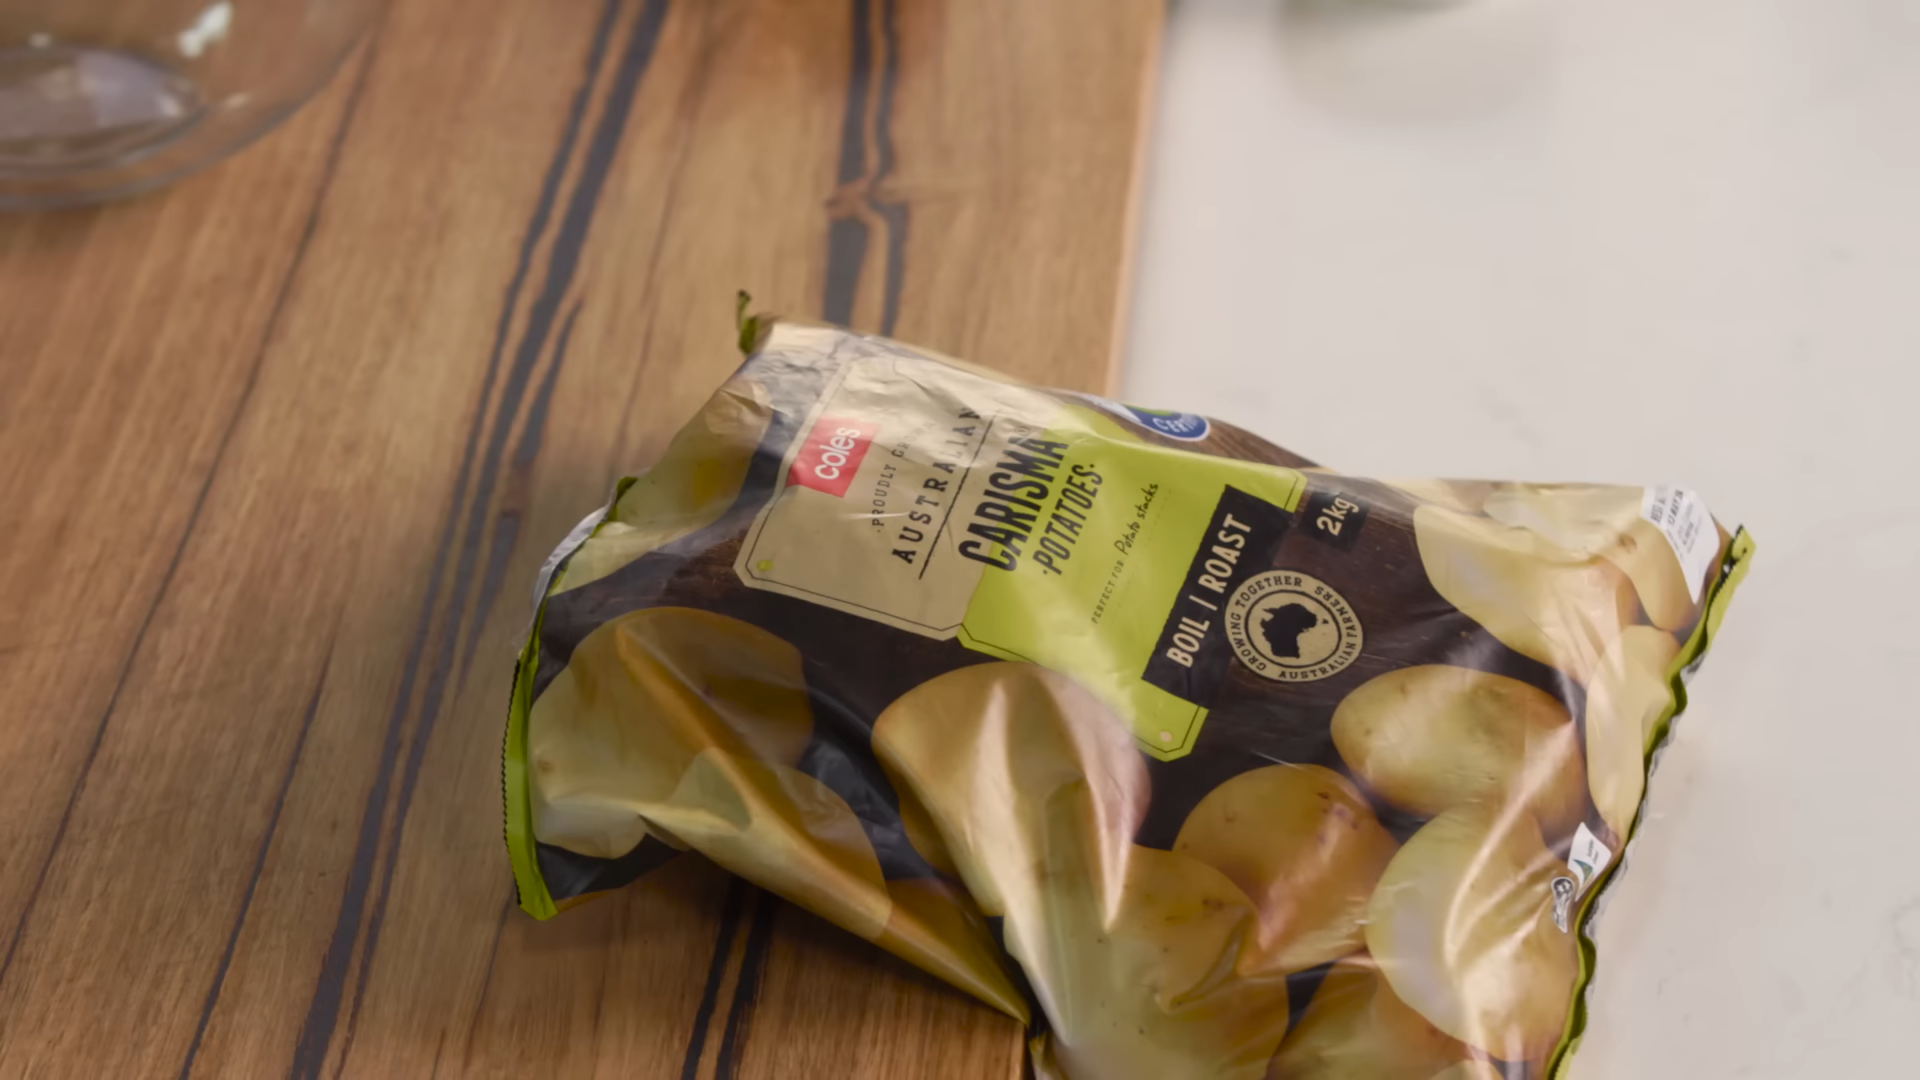 coles
·PROUDLY
AUSTRALIAN
CARISMA®
·POTATOES·
PERFECT FOR Potato stacks
BOIL / ROAST
2kg
GROWING TOGETHER
AUSTRALIAN FARMERS